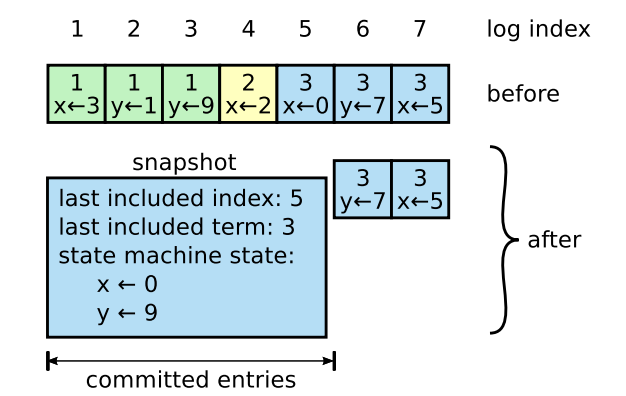 1 2 3 4 5 6 7 log index
1 1 1 2 3 3 3
x←3 y←1 y←9 x←2 x←0 y←7 x←5
before
snapshot
last included index: 5
last included term: 3
state machine state:
x ← 0
y ← 9
3 3
y←7 x←5
after
committed entries